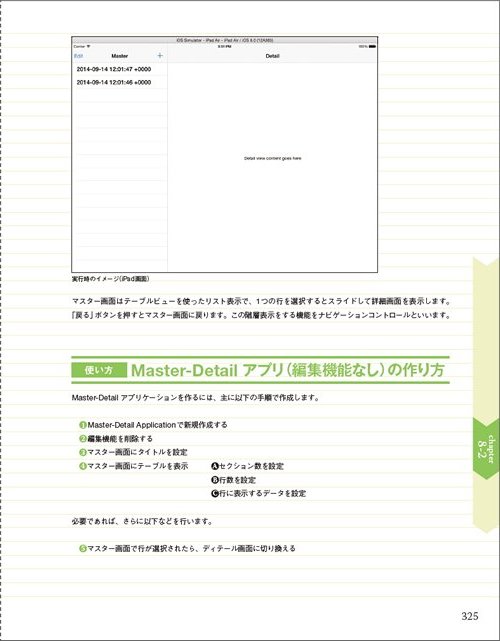 iOS Simulator - iPad Air - iPad Air / iOS 8.0 (12A365)
Carrier 9:01 PM 100%
Edit Master + Detail
2014-09-14 12:01:47 +0000
2014-09-14 12:01:46 +0000
Detail view content goes here
実行時のイメージ(iPad画面)
マスター画面はテーブルビューを使ったリスト表示で、1つの行を選択するとスライドして詳細画面を表示します。
「戻る」ボタンを押すとマスター画面に戻ります。この階層表示をする機能をナビゲーションコントロールといいます。
使い方 Master-Detail アプリ(編集機能なし)の作り方
Master-Detail アプリケーションを作るには、主に以下の手順で作成します。
❶Master-Detail Applicationで新規作成する
❷編集機能を削除する
❸マスター画面にタイトルを設定
❹マスター画面にテーブルを表示 🅐セクション数を設定
🅑行数を設定
🅒行に表示するデータを設定
必要であれば、さらに以下などを行います。
❺マスター画面で行が選択されたら、ディテール画面に切り換える
chapter
8-2
325